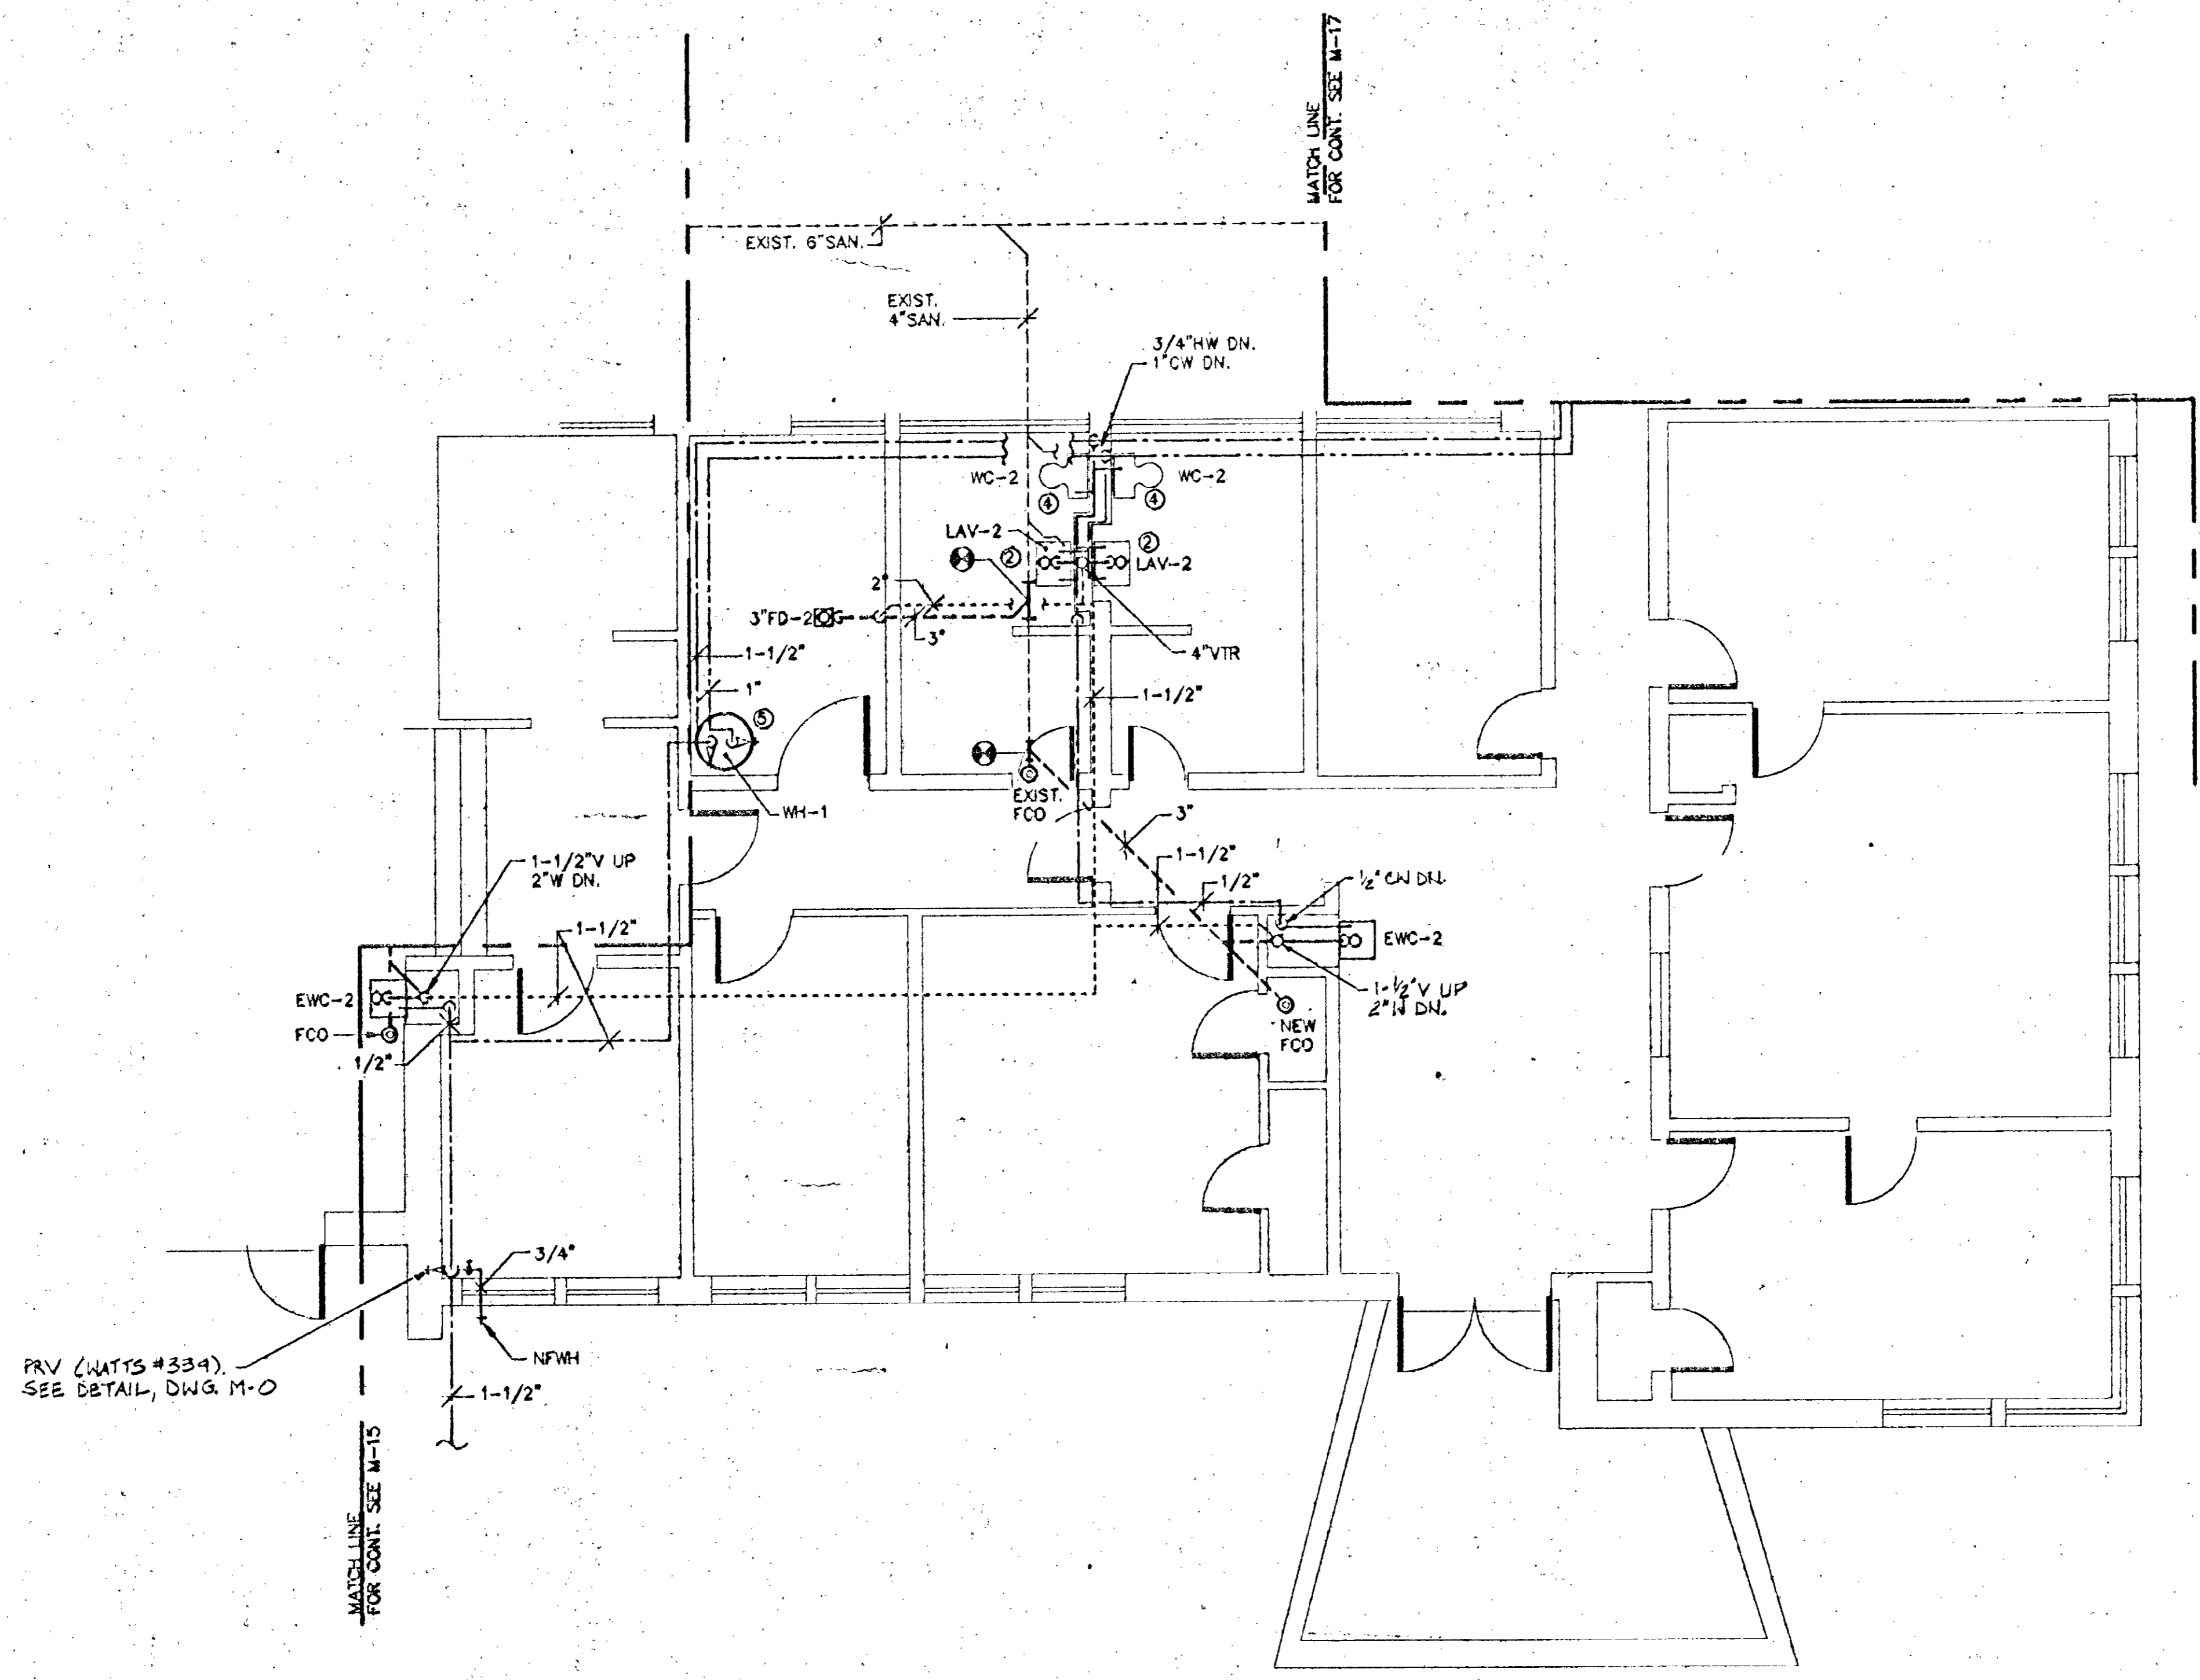 MATCH LINE
FOR CONT. SEE M-17
EXIST. 6"SAN.
EXIST.
4"SAN.
3/4"HW DN.
1"CW DN.
WC-2
WC-2
4
4
LAV-2
2
2
LAV-2
2"
3"FD-2
3"
4"VTR
1-1/2"
1"
1-1/2"
5
WH-1
EXIST.
FCO
3"
1-1/2"V UP
2"W DN.
1-1/2"
1/2"
1/2" CW DN.
1-1/2"
EWC-2
EWC-2
1-1/2" V UP
2" W DN.
FCO
NEW
FCO
1/2"
3/4"
NFWH
PRV (WATTS #334).
SEE DETAIL, DWG. M-0
1-1/2"
MATCH LINE
FOR CONT. SEE M-15